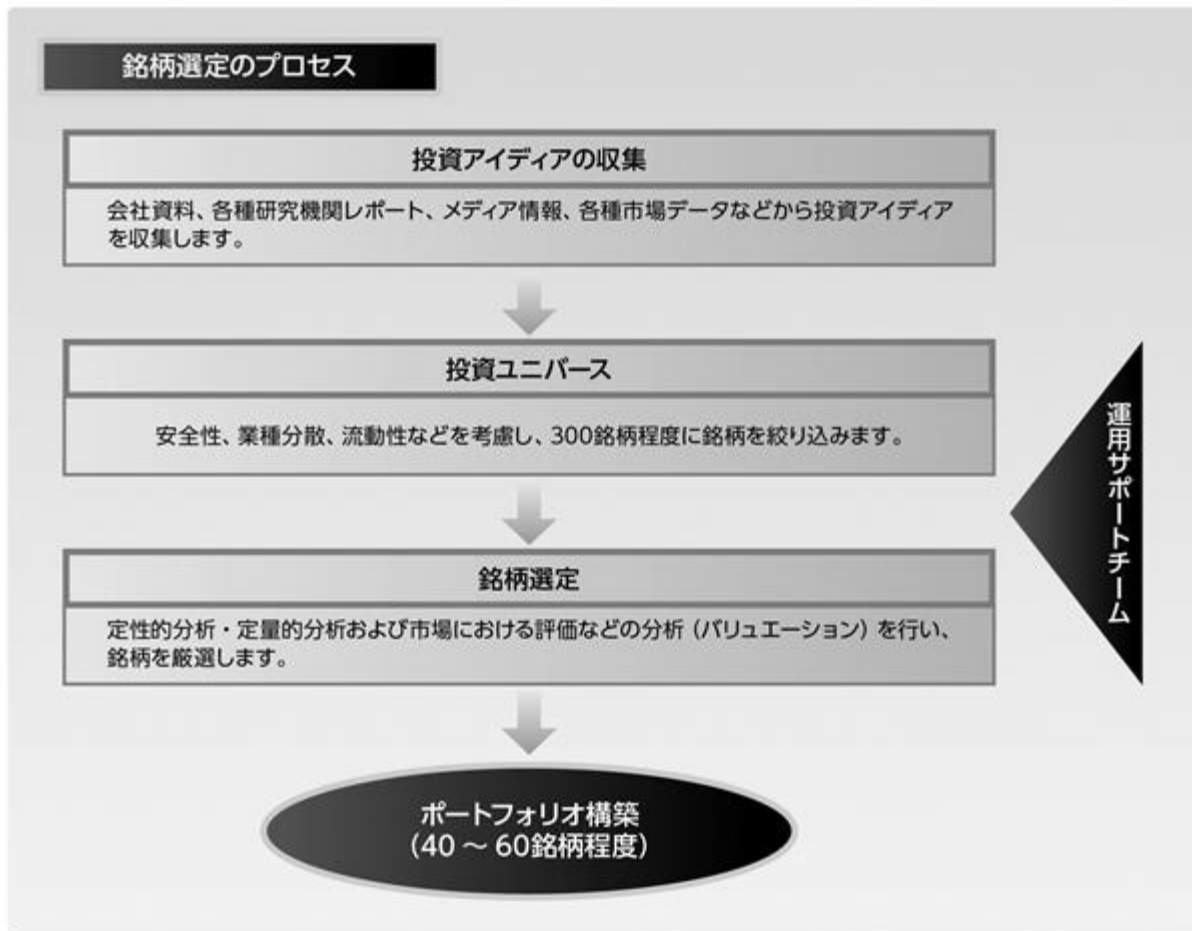 銘柄選定のプロセス
投資アイディアの収集
会社資料、各種研究機関レポート、メディア情報、各種市場データなどから投資アイディア
を収集します。
投資ユニバース
安全性、業種分散、流動性などを考慮し、300銘柄程度に銘柄を絞り込みます。
銘柄選定
定性的分析・定量的分析および市場における評価などの分析（バリュエーション）を行い、
銘柄を厳選します。
運用サポートチーム
ポートフォリオ構築
(40 ～ 60銘柄程度)